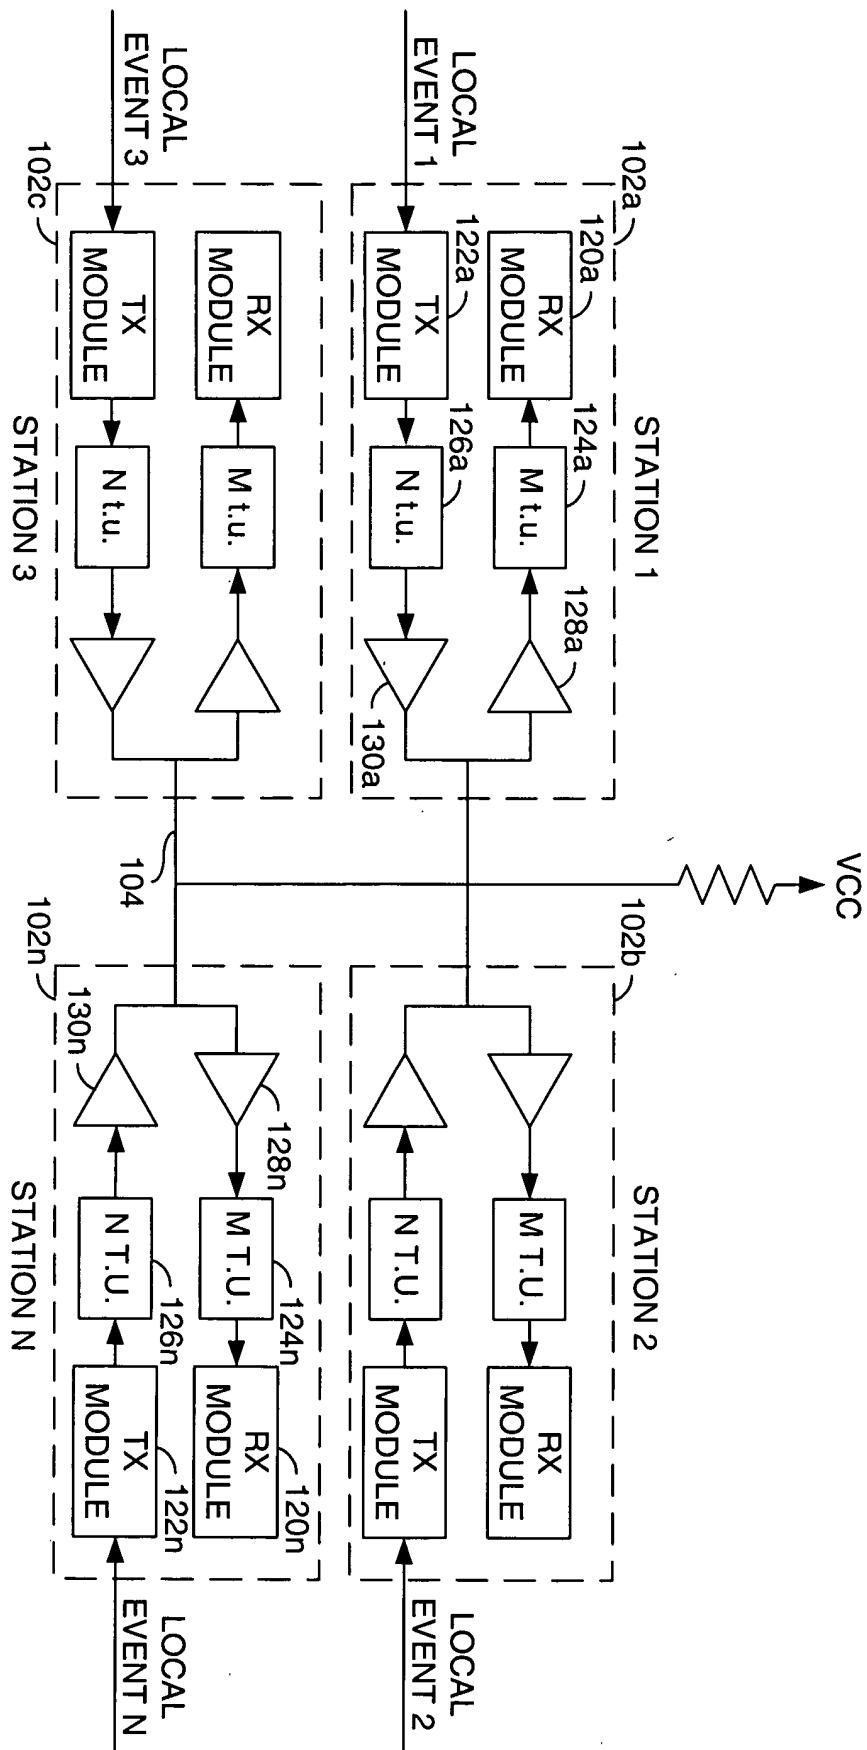 VCC
STATION 1
STATION 2
102a
102b
120a
124a
128a
RX
MODULE
M t.u.
M T.U.
RX
MODULE
122a
126a
LOCAL
EVENT 1
TX
MODULE
N t.u.
130a
N T.U.
TX
MODULE
LOCAL
EVENT 2
104
102c
102n
RX
MODULE
M t.u.
128n
M T.U.
124n
RX
MODULE
120n
LOCAL
EVENT 3
TX
MODULE
N t.u.
130n
N T.U.
126n
TX
MODULE
122n
LOCAL
EVENT N
STATION 3
STATION N